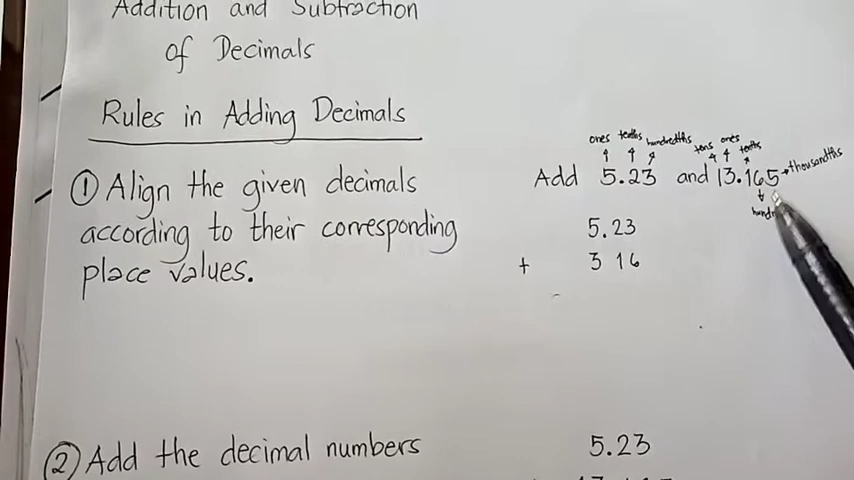 Addition and Subtraction
of Decimals
Rules in Adding Decimals
① Align the given decimals
according to their corresponding
place values.
ones tenths hundredths tens ones tenths
Add 5.23 and 13.165 → thousandths
5.23
+ 3 16
② Add the decimal numbers
5.23